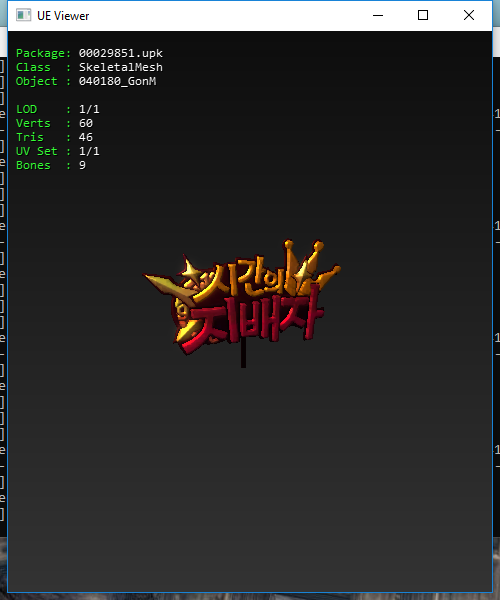 UE Viewer
Package: 00029851.upk
Class : SkeletalMesh
Object : 040180_GonM
LOD : 1/1
Verts : 60
Tris : 46
UV Set : 1/1
Bones : 9
시간의
지배자